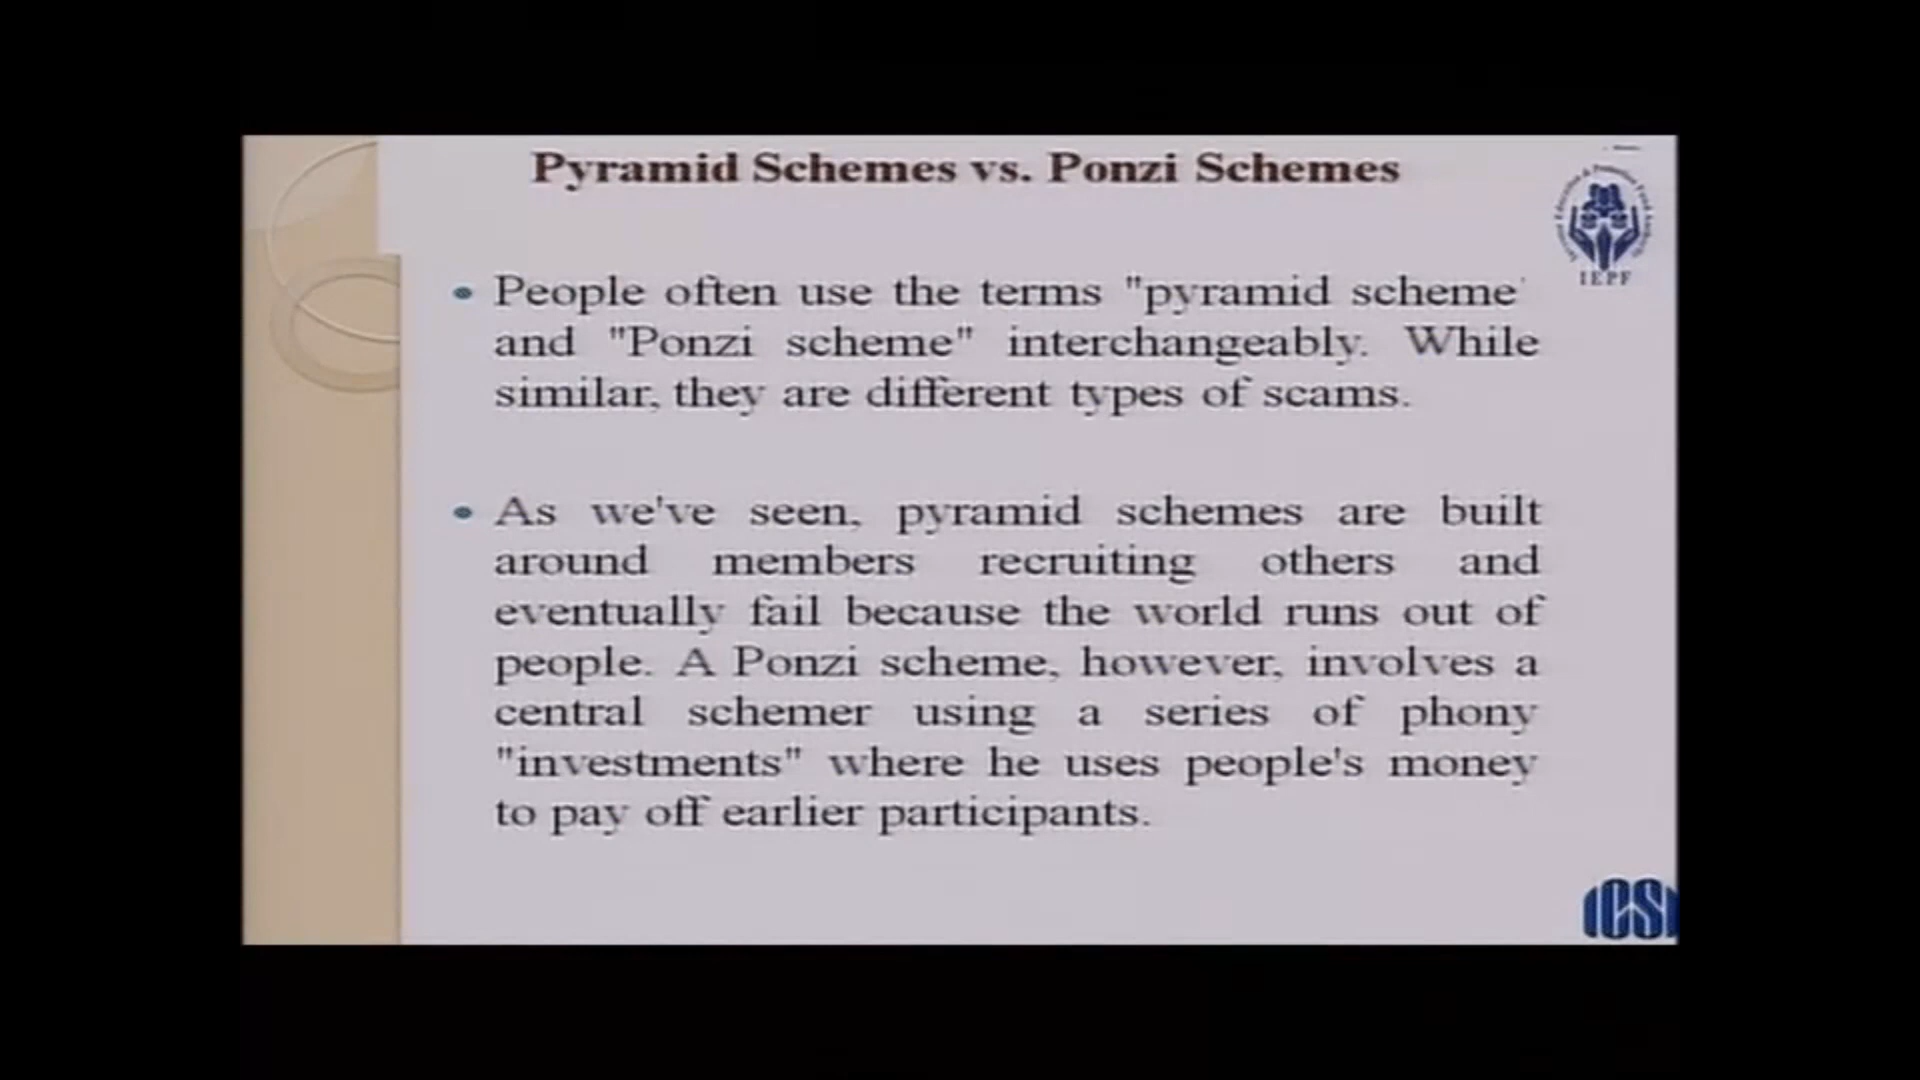 Pyramid Schemes vs. Ponzi Schemes
People often use the terms "pyramid scheme'
and "Ponzi scheme" interchangeably. While
similar, they are different types of scams.
As we've seen, pyramid schemes are built
around members recruiting others and
eventually fail because the world runs out of
people. A Ponzi scheme, however, involves a
central schemer using a series of phony
"investments" where he uses people's money
to pay off earlier participants.
IEPF
ICSI